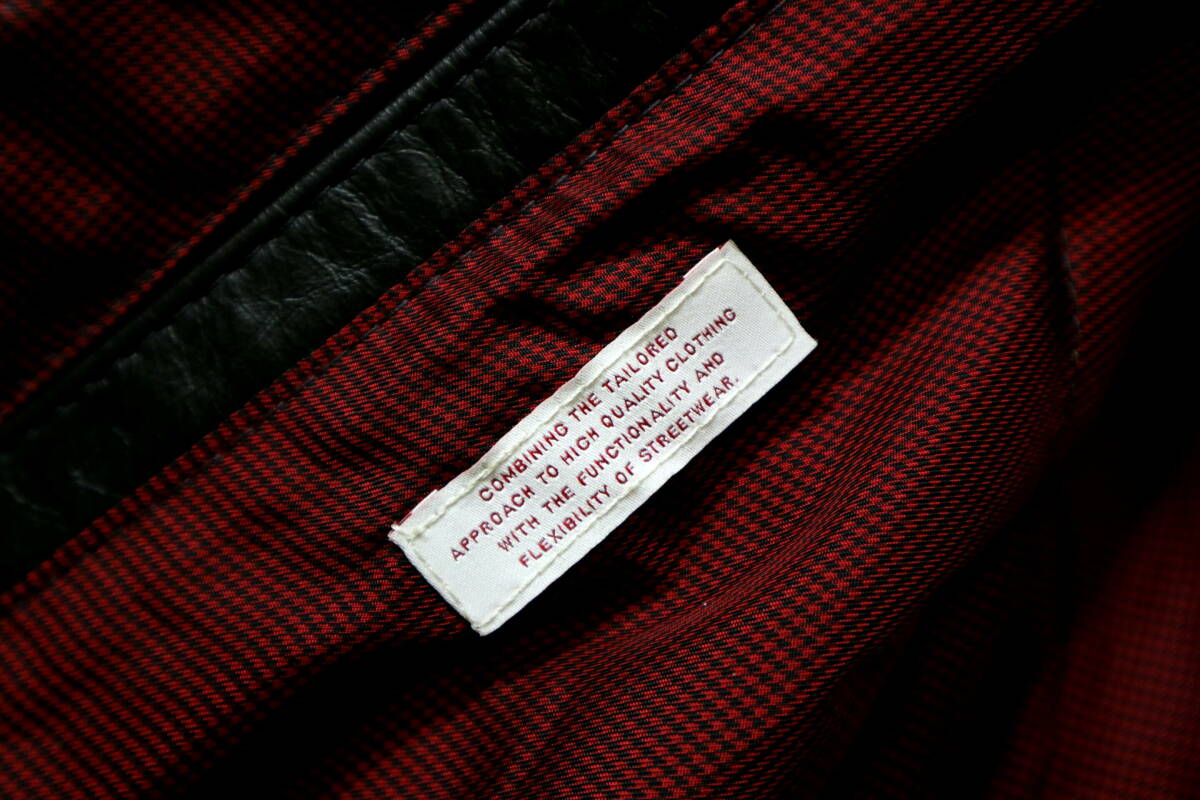 COMBINING THE TAILORED
APPROACH TO HIGH QUALITY CLOTHING
WITH THE FUNCTIONALITY AND
FLEXIBILITY OF STREETWEAR.